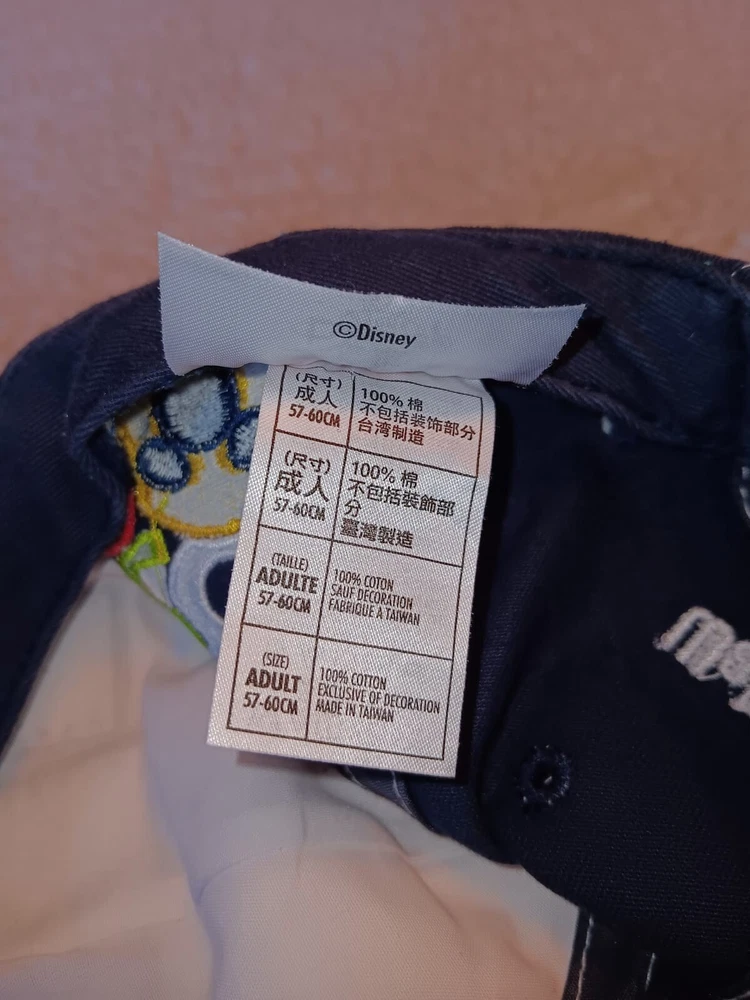 ©Disney
(尺寸)
成人
57-60CM
100% 棉
不包括装饰部分
台湾制造
(尺寸)
成人
57-60CM
100% 棉
不包括裝飾部
分
臺灣製造
(TAILLE)
ADULTE
57-60CM
100% COTON
SAUF DECORATION
FABRIQUE A TAIWAN
(SIZE)
ADULT
57-60CM
100% COTTON
EXCLUSIVE OF DECORATION
MADE IN TAIWAN